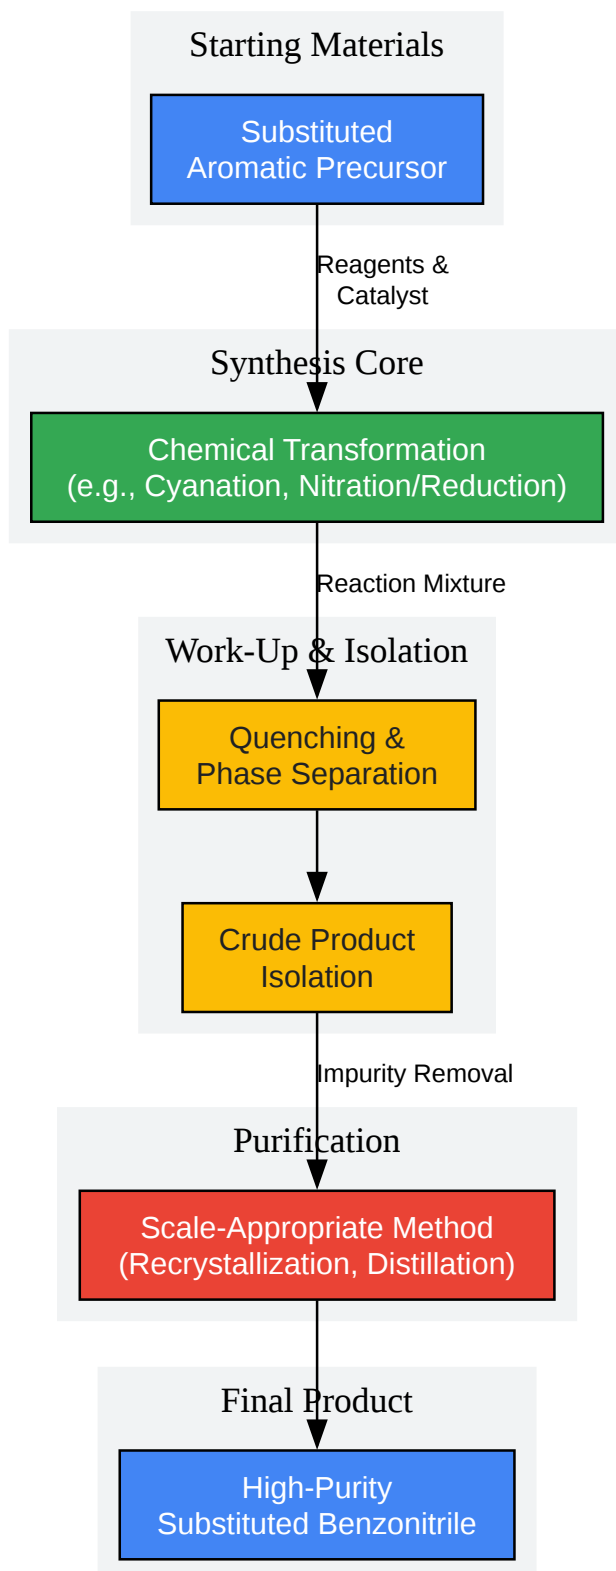 Starting Materials
Substituted
Aromatic Precursor
Reagents &
Catalyst
Synthesis Core
Chemical Transformation
(e.g., Cyanation, Nitration/Reduction)
Reaction Mixture
Work-Up & Isolation
Quenching &
Phase Separation
Crude Product
Isolation
Impurity Removal
Purification
Scale-Appropriate Method
(Recrystallization, Distillation)
Final Product
High-Purity
Substituted Benzonitrile